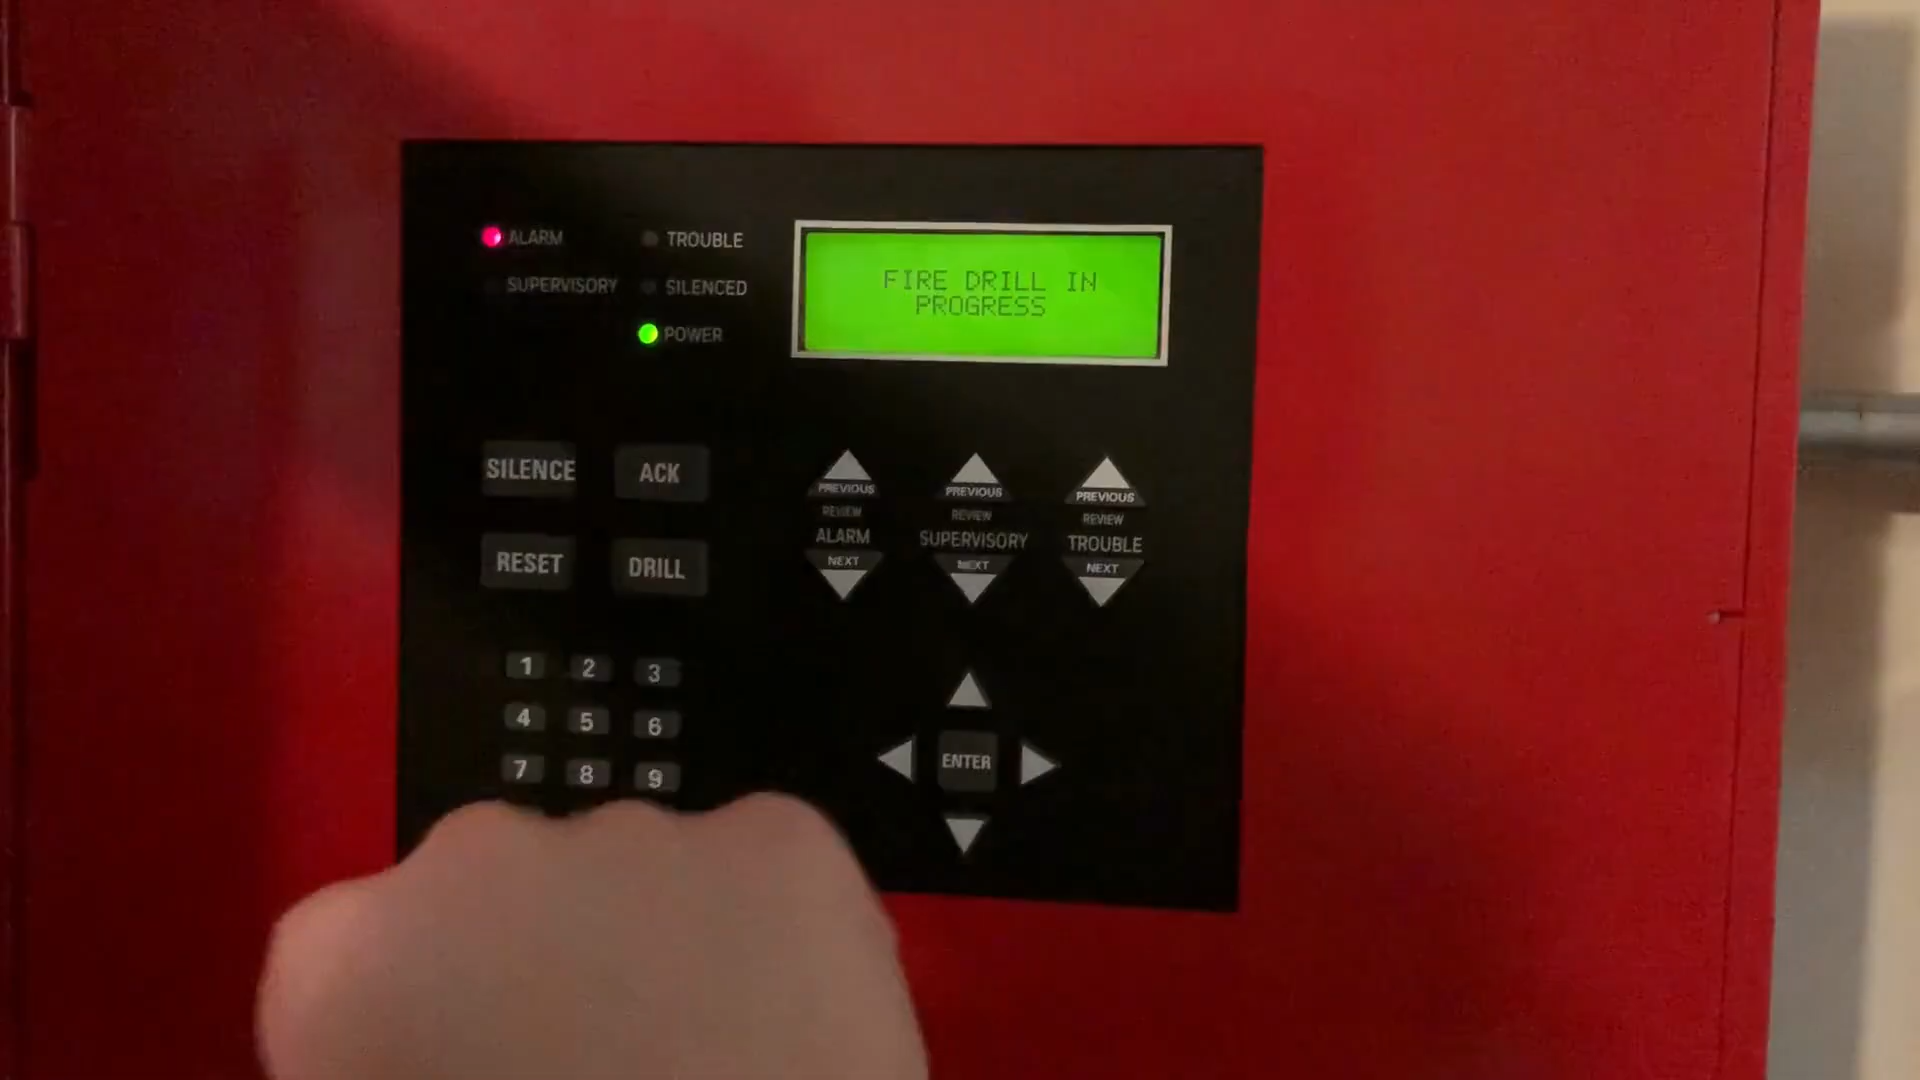 ALARM
TROUBLE
SUPERVISORY
SILENCED
POWER
FIRE DRILL IN
PROGRESS
SILENCE
ACK
RESET
DRILL
PREVIOUS
REVIEW
ALARM
NEXT
PREVIOUS
REVIEW
SUPERVISORY
NEXT
PREVIOUS
REVIEW
TROUBLE
NEXT
1 2 3
4 5 6
7 8 9
ENTER